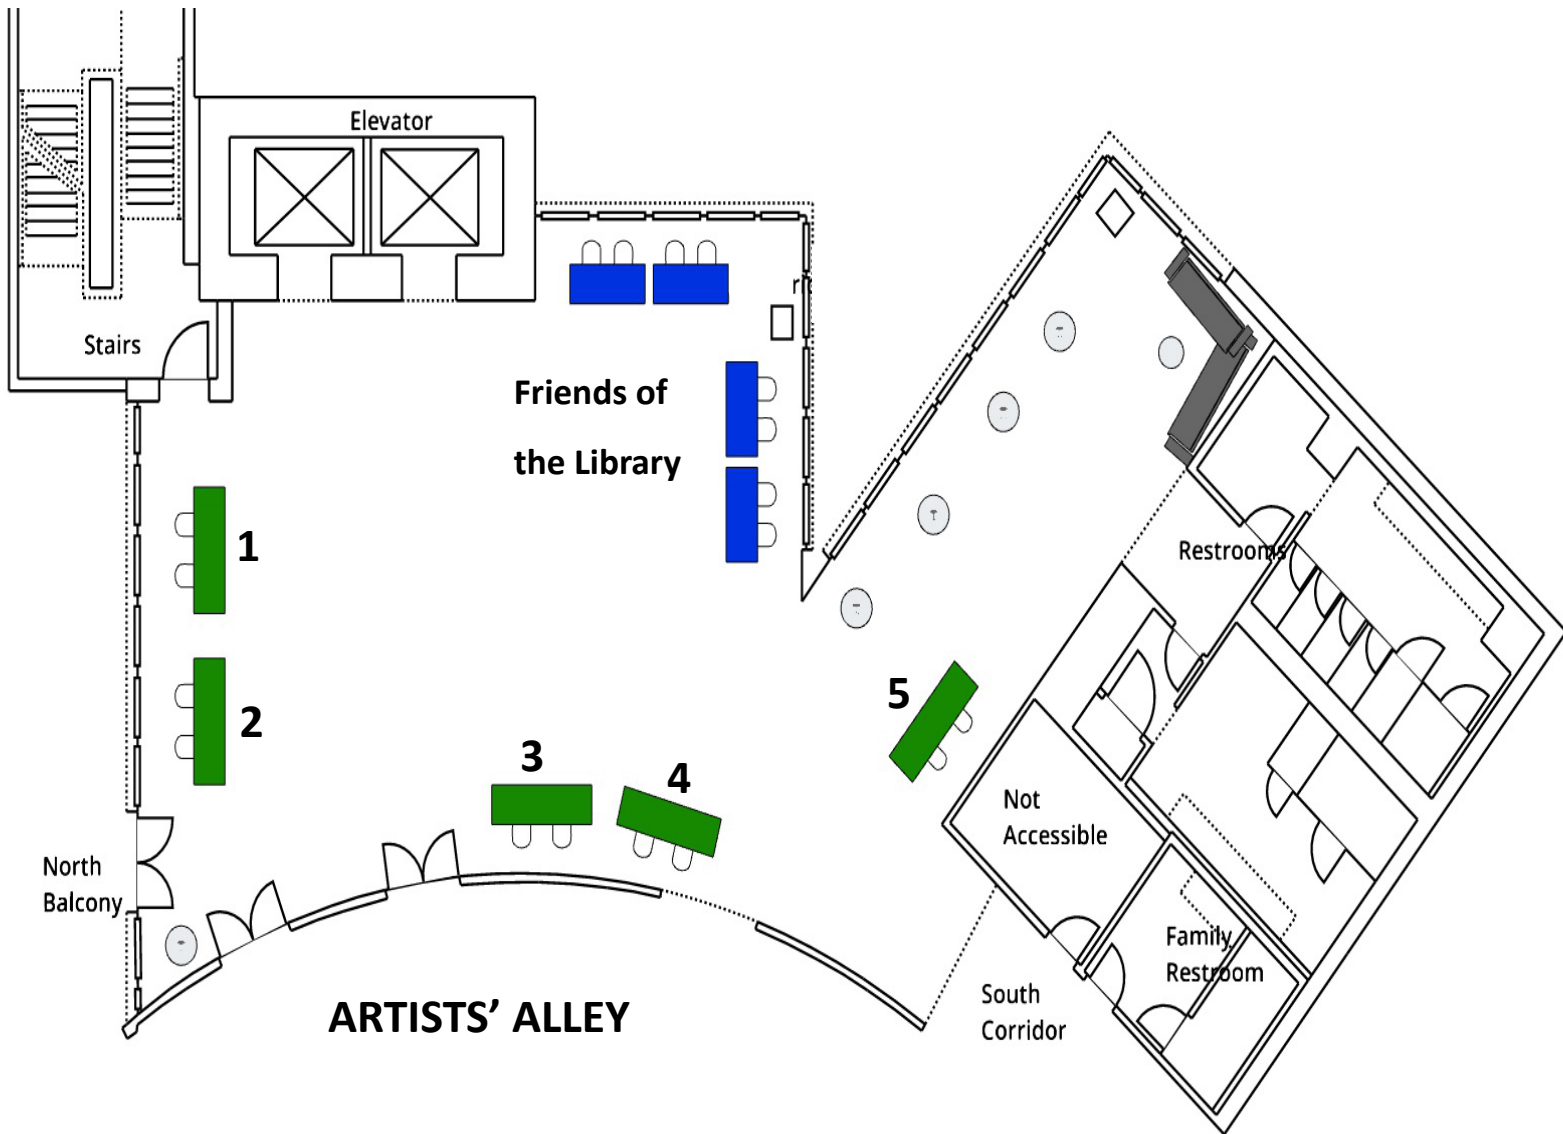 Elevator
Stairs
Friends of
the Library
1
Restrooms
5
2
3
4
Not
Accessible
North
Balcony
Family
Restroom
South
Corridor
ARTISTS’ ALLEY